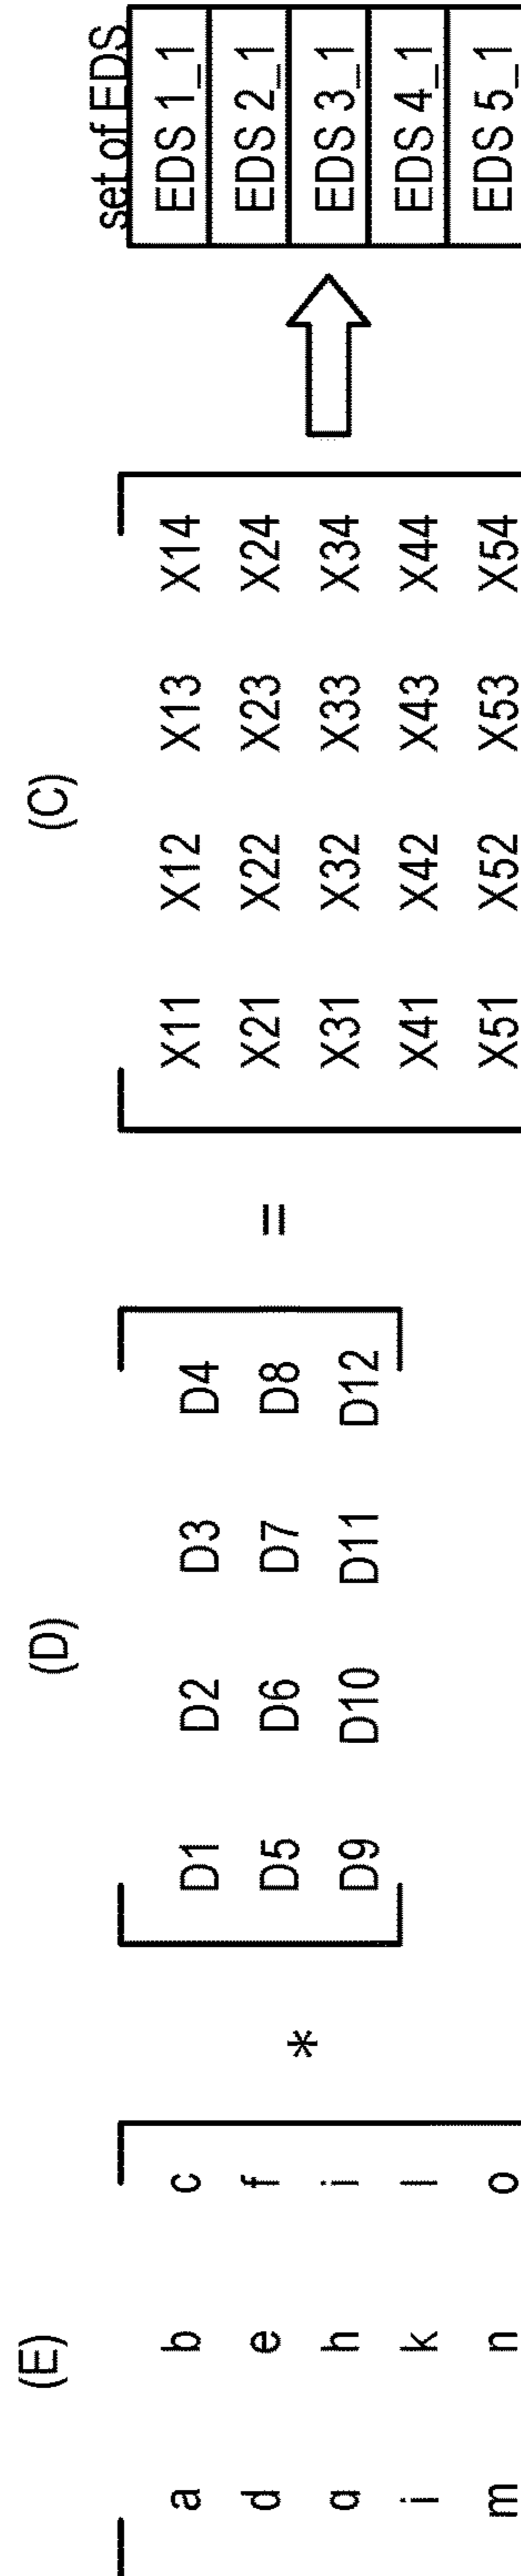 (E) (D) (C) set of EDS
a b c D1 D2 D3 D4 X11 X12 X13 X14 EDS 1_1
d e f * D5 D6 D7 D8 = X21 X22 X23 X24 EDS 2_1
g h i D9 D10 D11 D12 X31 X32 X33 X34 EDS 3_1
j k l X41 X42 X43 X44 EDS 4_1
m n o X51 X52 X53 X54 EDS 5_1